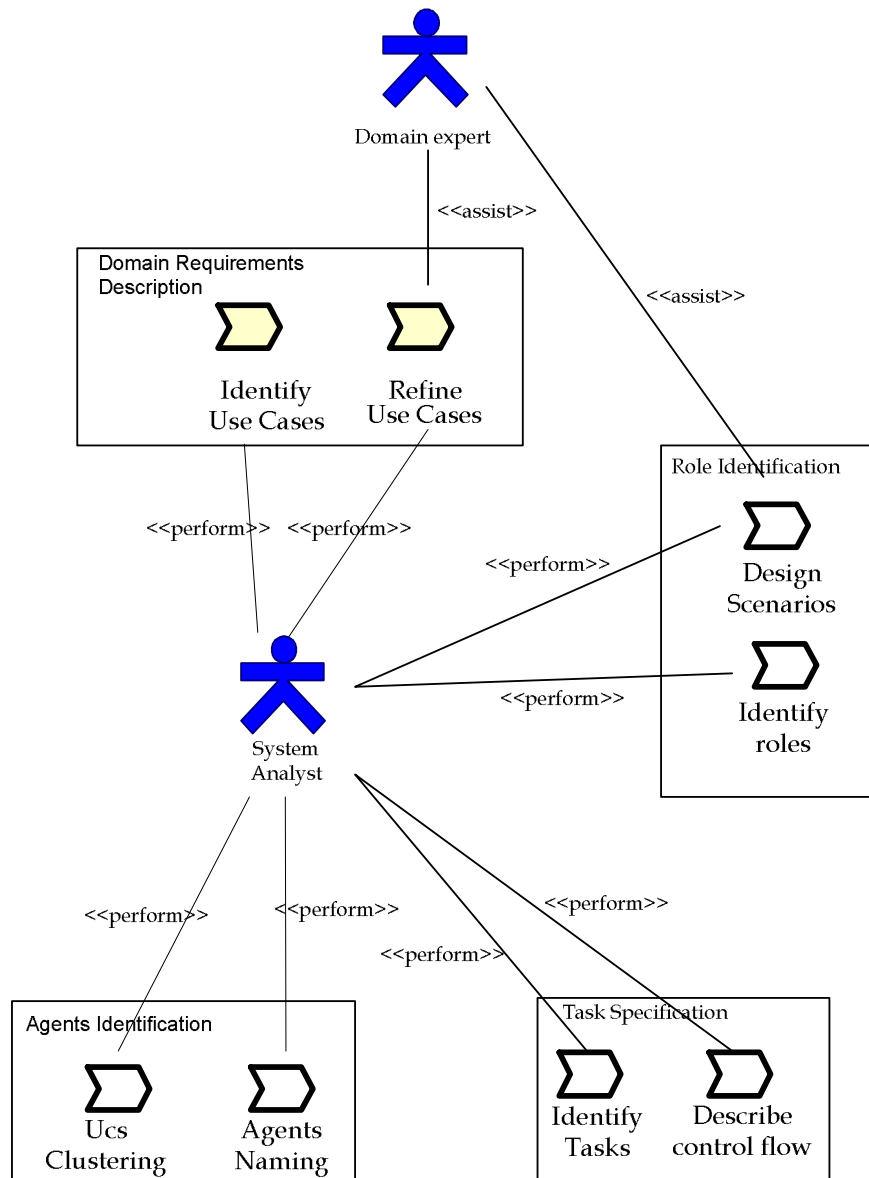 Domain expert
<<assist>>
<<assist>>
Domain Requirements
Description
Identify
Use Cases
Refine
Use Cases
Role Identification
<<perform>>
<<perform>>
<<perform>>
Design
Scenarios
<<perform>>
Identify
roles
System
Analyst
<<perform>>
<<perform>>
<<perform>>
<<perform>>
Agents Identification
Task Specification
Ucs
Clustering
Agents
Naming
Identify
Tasks
Describe
control flow